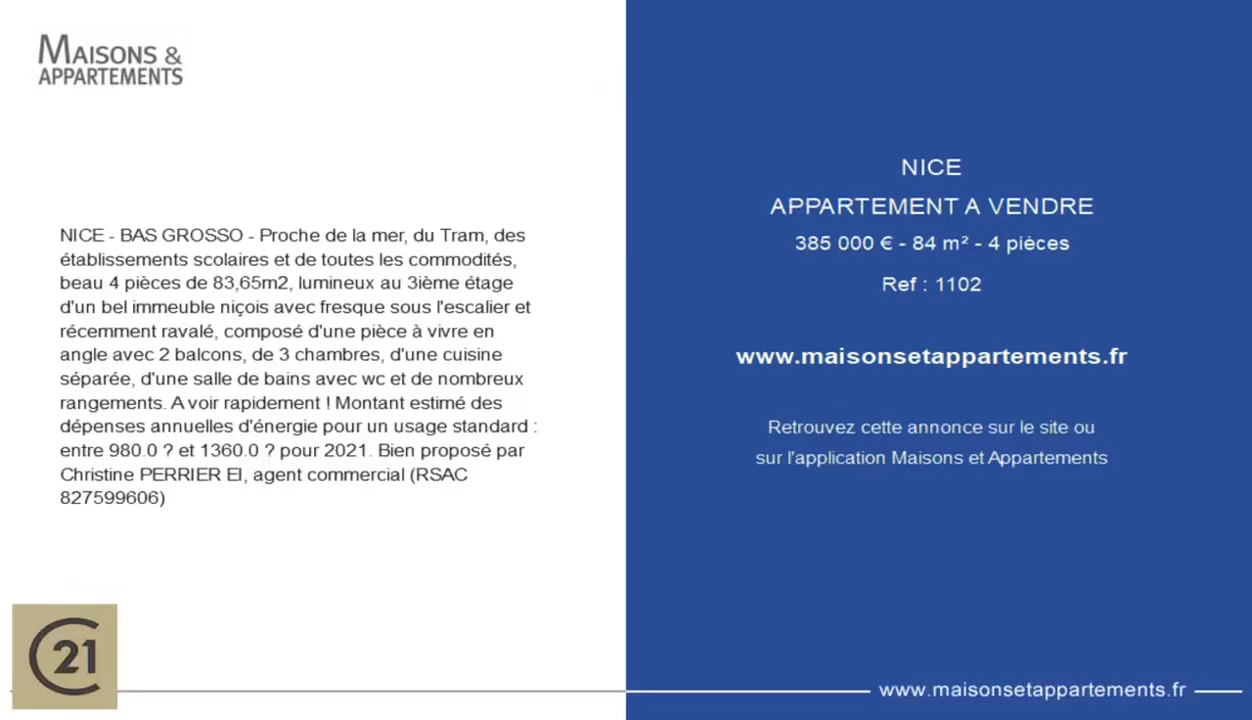 MAISONS &
APPARTEMENTS
NICE - BAS GROSSO - Proche de la mer, du Tram, des
établissements scolaires et de toutes les commodités,
beau 4 pièces de 83,65m2, lumineux au 3ième étage
d'un bel immeuble niçois avec fresque sous l'escalier et
récemment ravalé, composé d'une pièce à vivre en
angle avec 2 balcons, de 3 chambres, d'une cuisine
séparée, d'une salle de bains avec wc et de nombreux
rangements. A voir rapidement ! Montant estimé des
dépenses annuelles d'énergie pour un usage standard :
entre 980.0 ? et 1360.0 ? pour 2021. Bien proposé par
Christine PERRIER EI, agent commercial (RSAC
827599606)
C21
NICE
APPARTEMENT A VENDRE
385 000 € - 84 m² - 4 pièces
Ref : 1102
www.maisonsetappartements.fr
Retrouvez cette annonce sur le site ou
sur l'application Maisons et Appartements
www.maisonsetappartements.fr